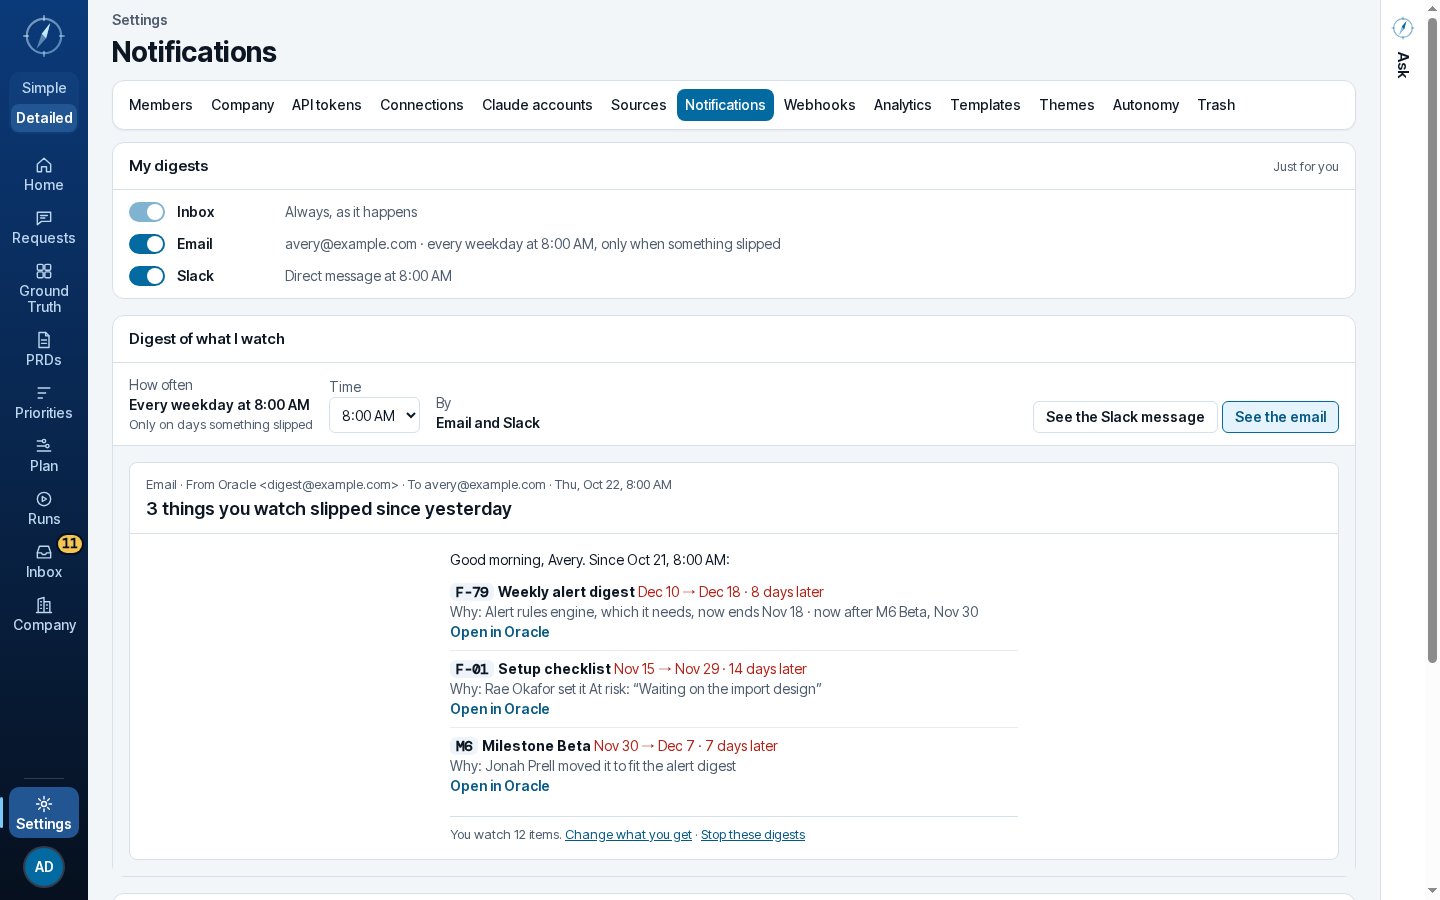 Settings
Notifications
Ask
Simple
Detailed
Home
Requests
Ground
Truth
PRDs
Priorities
Plan
Runs
11
Inbox
Company
Settings
AD
Members Company API tokens Connections Claude accounts Sources Notifications Webhooks Analytics Templates Themes Autonomy Trash
My digests Just for you
Inbox Always, as it happens
Email avery@example.com · every weekday at 8:00 AM, only when something slipped
Slack Direct message at 8:00 AM
Digest of what I watch
How often
Every weekday at 8:00 AM
Only on days something slipped
Time
8:00 AM
By
Email and Slack
See the Slack message See the email
Email · From Oracle <digest@example.com> · To avery@example.com · Thu, Oct 22, 8:00 AM
3 things you watch slipped since yesterday
Good morning, Avery. Since Oct 21, 8:00 AM:
F-79 Weekly alert digest Dec 10 → Dec 18 · 8 days later
Why: Alert rules engine, which it needs, now ends Nov 18 · now after M6 Beta, Nov 30
Open in Oracle
F-01 Setup checklist Nov 15 → Nov 29 · 14 days later
Why: Rae Okafor set it At risk: “Waiting on the import design”
Open in Oracle
M6 Milestone Beta Nov 30 → Dec 7 · 7 days later
Why: Jonah Prell moved it to fit the alert digest
Open in Oracle
You watch 12 items. Change what you get · Stop these digests